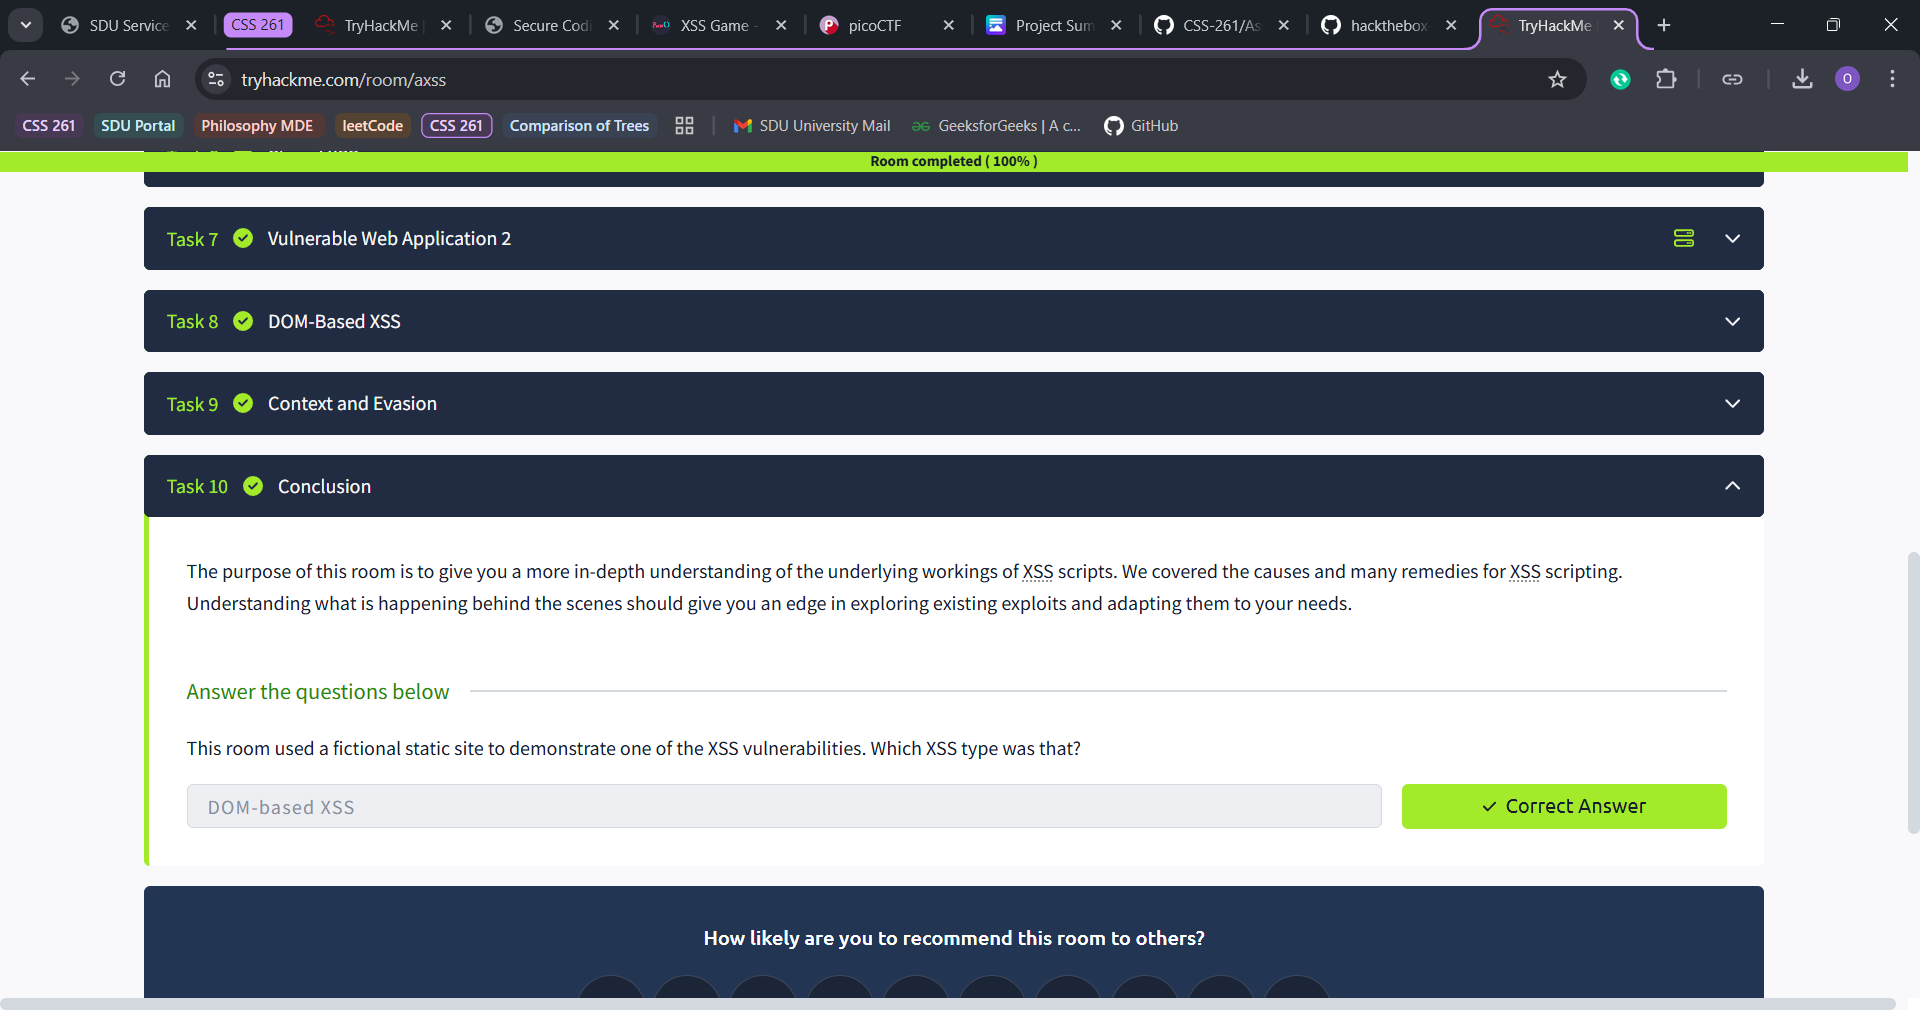 SDU Service
CSS 261
TryHackMe
Secure Codi
XSS Game -
picoCTF
Project Sum
CSS-261/As
hackthebox
TryHackMe
tryhackme.com/room/axss
O
CSS 261
SDU Portal
Philosophy MDE
leetCode
CSS 261
Comparison of Trees
SDU University Mail
GeeksforGeeks | A c...
GitHub
Room completed ( 100% )
Task 7
Vulnerable Web Application 2
Task 8
DOM-Based XSS
Task 9
Context and Evasion
Task 10
Conclusion
The purpose of this room is to give you a more in-depth understanding of the underlying workings of XSS scripts. We covered the causes and many remedies for XSS scripting.
Understanding what is happening behind the scenes should give you an edge in exploring existing exploits and adapting them to your needs.
Answer the questions below
This room used a fictional static site to demonstrate one of the XSS vulnerabilities. Which XSS type was that?
DOM-based XSS
Correct Answer
How likely are you to recommend this room to others?